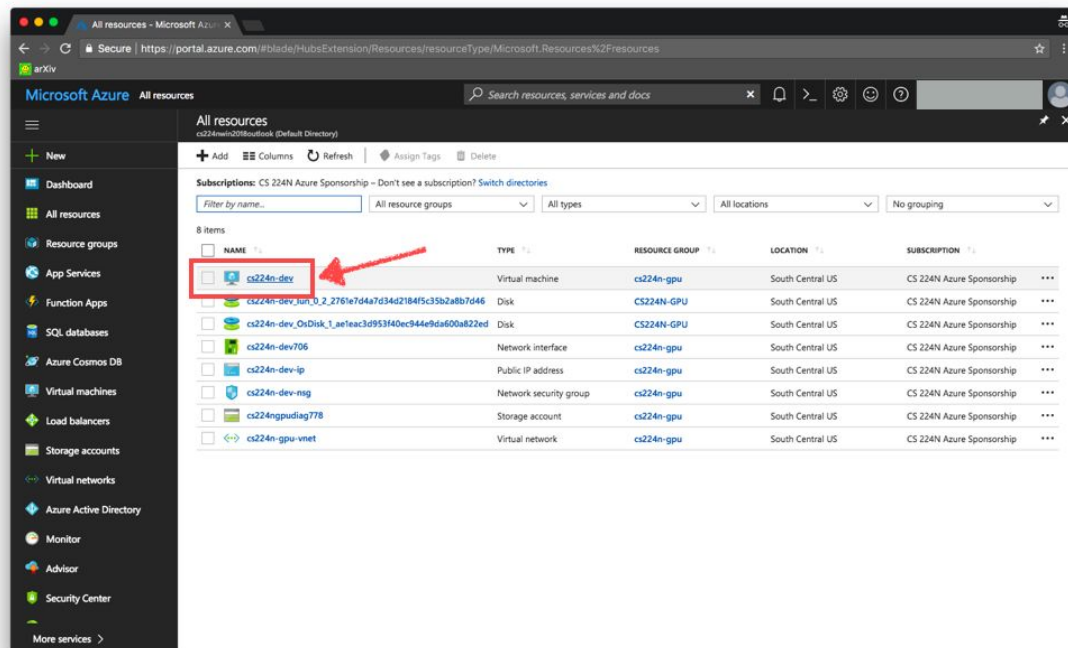 All resources - Microsoft Azur
Secure | https://portal.azure.com/#blade/HubsExtension/Resources/resourceType/Microsoft.Resources%2Fresources
arXiv
Microsoft Azure All resources
Search resources, services and docs
All resources
cs224nwin2018outlook (Default Directory)
New
Add Columns Refresh Assign Tags Delete
Dashboard
Subscriptions: CS 224N Azure Sponsorship – Don't see a subscription? Switch directories
All resources
Filter by name... All resource groups All types All locations No grouping
8 items
Resource groups
NAME TYPE RESOURCE GROUP LOCATION SUBSCRIPTION
App Services
cs224n-dev Virtual machine cs224n-gpu South Central US CS 224N Azure Sponsorship
Function Apps
cs224n-dev_lun_0_2_2761e7d4a7d34d2184f5c35b2a8b7d46 Disk CS224N-GPU South Central US CS 224N Azure Sponsorship
SQL databases
cs224n-dev_OsDisk_1_ae1eac3d953f40ec944e9da600a822ed Disk CS224N-GPU South Central US CS 224N Azure Sponsorship
cs224n-dev706 Network interface cs224n-gpu South Central US CS 224N Azure Sponsorship
Azure Cosmos DB
cs224n-dev-ip Public IP address cs224n-gpu South Central US CS 224N Azure Sponsorship
Virtual machines
cs224n-dev-nsg Network security group cs224n-gpu South Central US CS 224N Azure Sponsorship
Load balancers
cs224ngpudiag778 Storage account cs224n-gpu South Central US CS 224N Azure Sponsorship
cs224n-gpu-vnet Virtual network cs224n-gpu South Central US CS 224N Azure Sponsorship
Storage accounts
Virtual networks
Azure Active Directory
Monitor
Advisor
Security Center
More services